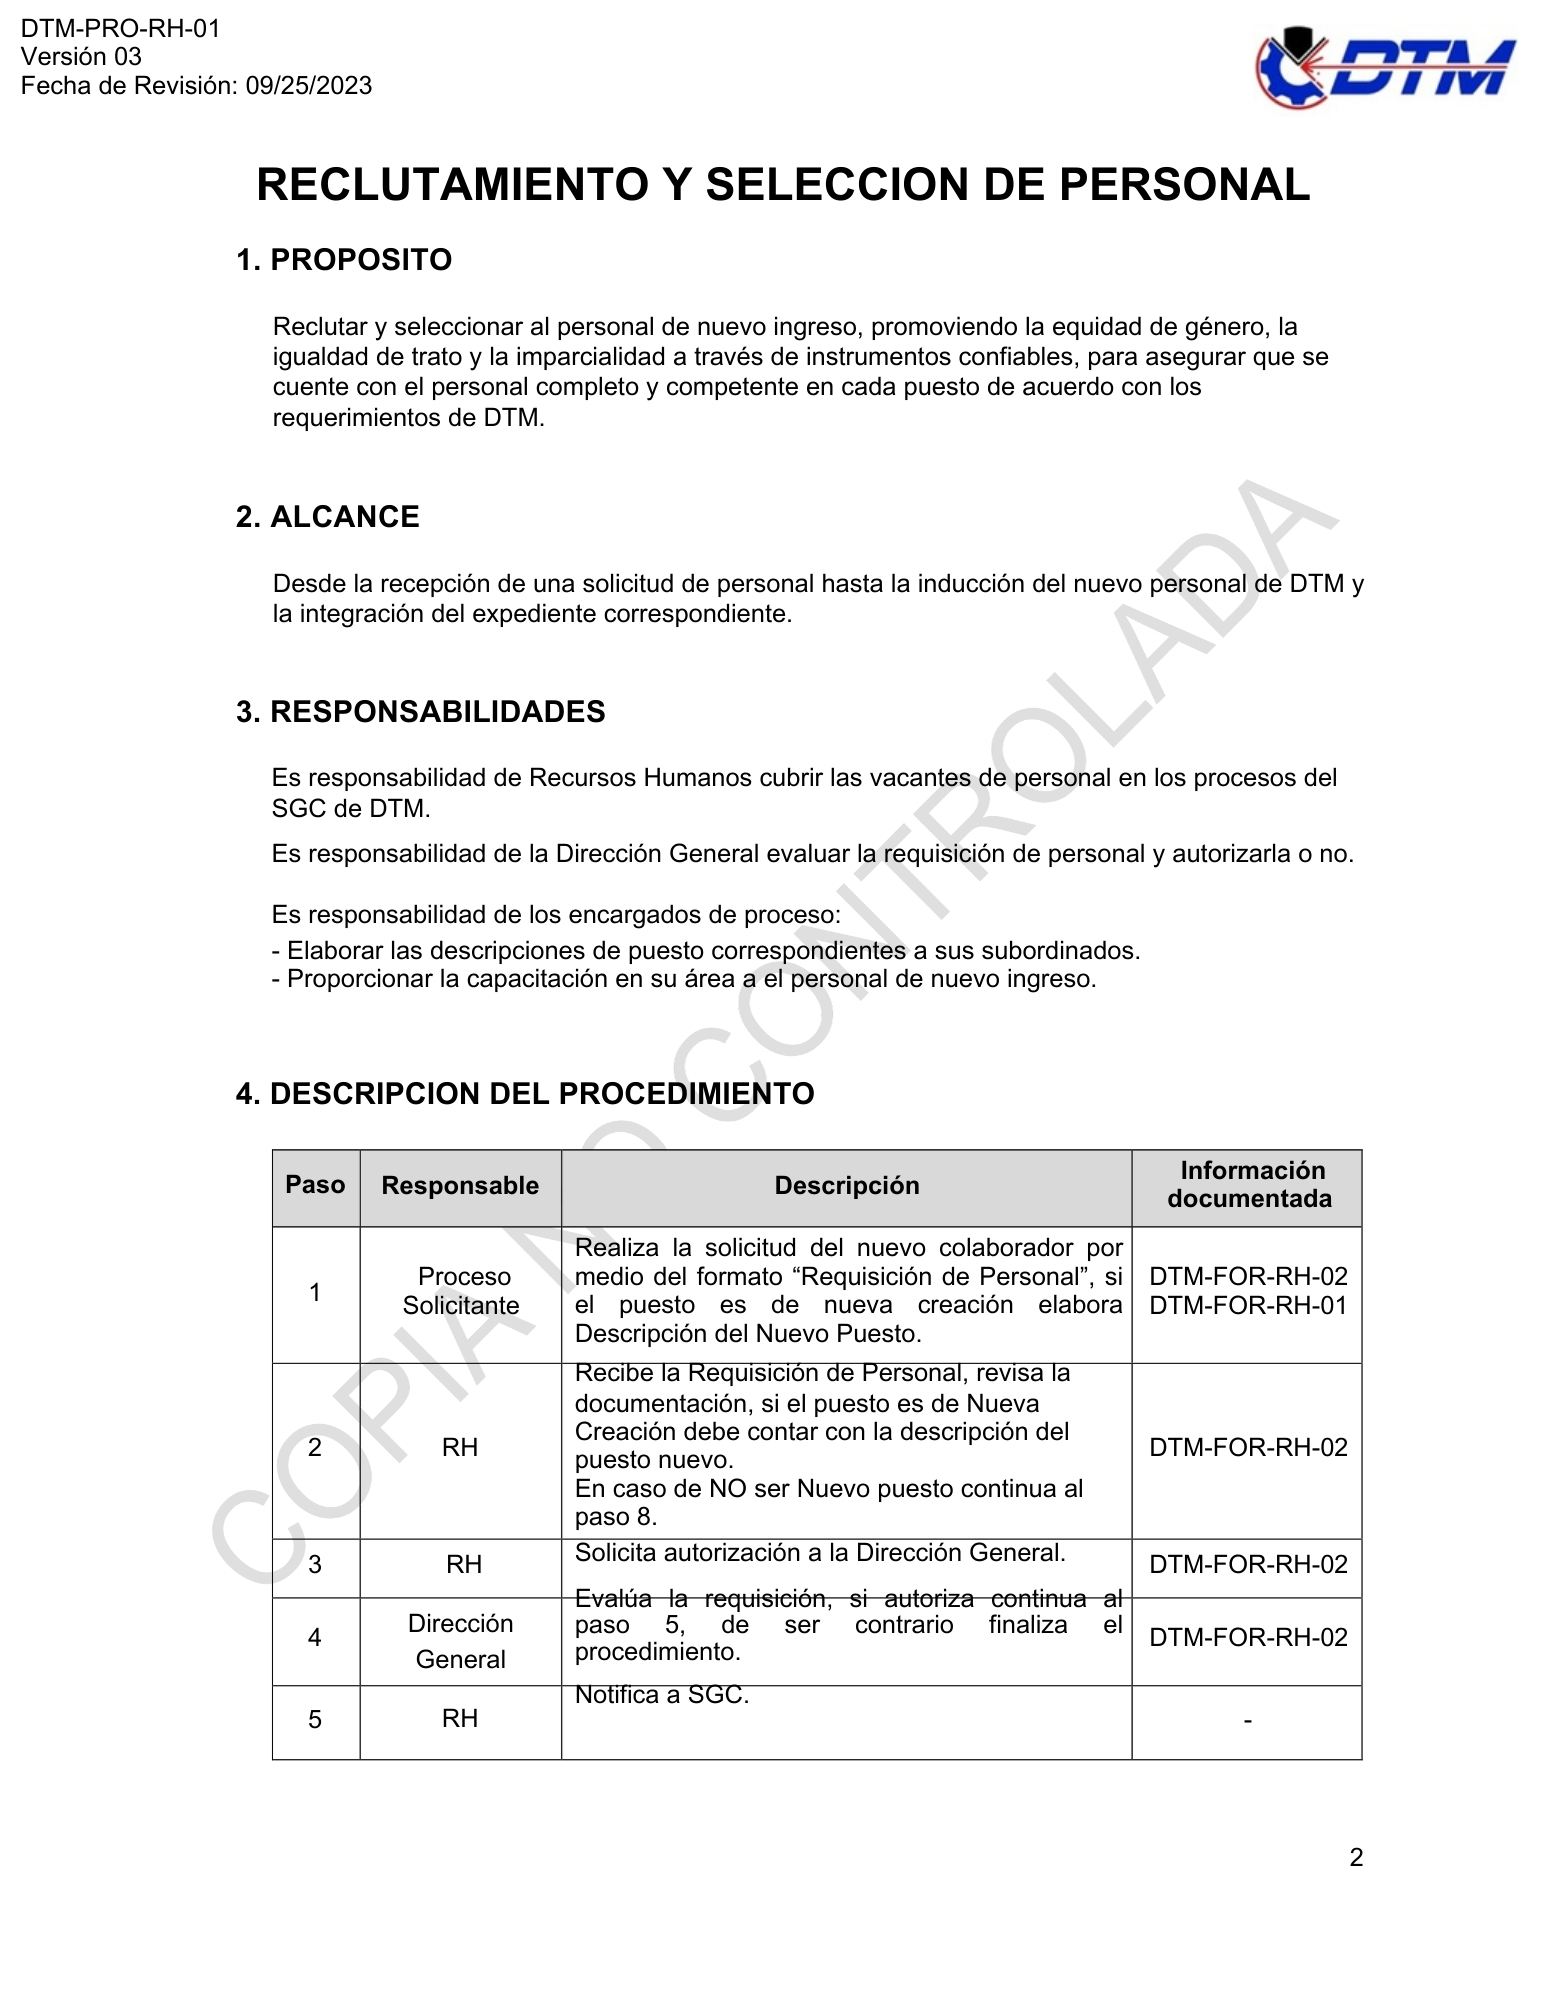 DTM-PRO-RH-01
Versión 03
Fecha de Revisión: 09/25/2023
DTM
RECLUTAMIENTO Y SELECCION DE PERSONAL
1. PROPOSITO
Reclutar y seleccionar al personal de nuevo ingreso, promoviendo la equidad de género, la
igualdad de trato y la imparcialidad a través de instrumentos confiables, para asegurar que se
cuente con el personal completo y competente en cada puesto de acuerdo con los
requerimientos de DTM.
2. ALCANCE
Desde la recepción de una solicitud de personal hasta la inducción del nuevo personal de DTM y
la integración del expediente correspondiente.
3. RESPONSABILIDADES
Es responsabilidad de Recursos Humanos cubrir las vacantes de personal en los procesos del
SGC de DTM.
Es responsabilidad de la Dirección General evaluar la requisición de personal y autorizarla o no.
Es responsabilidad de los encargados de proceso:
- Elaborar las descripciones de puesto correspondientes a sus subordinados.
- Proporcionar la capacitación en su área a el personal de nuevo ingreso.
4. DESCRIPCION DEL PROCEDIMIENTO
Paso
Responsable
Descripción
Información
documentada
1
Proceso
Solicitante
Realiza la solicitud del nuevo colaborador por
medio del formato “Requisición de Personal”, si
el puesto es de nueva creación elabora
Descripción del Nuevo Puesto.
DTM-FOR-RH-02
DTM-FOR-RH-01
2
RH
Recibe la Requisición de Personal, revisa la
documentación, si el puesto es de Nueva
Creación debe contar con la descripción del
puesto nuevo.
En caso de NO ser Nuevo puesto continua al
paso 8.
DTM-FOR-RH-02
3
RH
Solicita autorización a la Dirección General.
DTM-FOR-RH-02
4
Dirección
General
Evalúa la requisición, si autoriza continua al
paso 5, de ser contrario finaliza el
procedimiento.
DTM-FOR-RH-02
5
RH
Notifica a SGC.
-
COPIA NO CONTROLADA
2